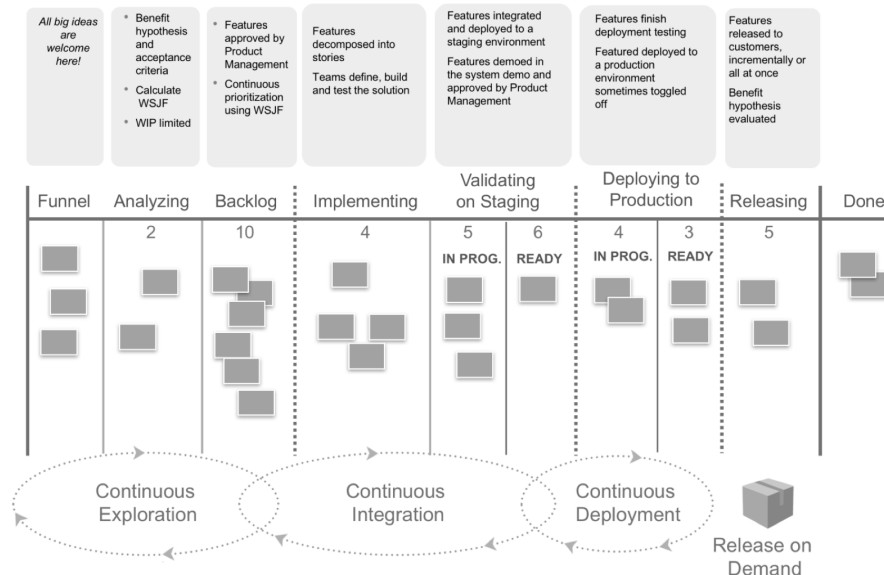 All big ideas
are
welcome
here!
• Benefit
hypothesis
and
acceptance
criteria
• Calculate
WSJF
• WIP limited
• Features
approved by
Product
Management
• Continuous
prioritization
using WSJF
Features
decomposed into
stories
Teams define, build
and test the solution
Features integrated
and deployed to a
staging environment
Features demoed in
the system demo and
approved by Product
Management
Features finish
deployment testing
Featured deployed to
a production
environment
sometimes toggled
off
Features
released to
customers,
incrementally or
all at once
Benefit
hypothesis
evaluated
Funnel
Analyzing
Backlog
Implementing
Validating
on Staging
Deploying to
Production
Releasing
Done
2
10
4
5
6
4
3
5
IN PROG.
READY
IN PROG.
READY
Continuous
Exploration
Continuous
Integration
Continuous
Deployment
Release on
Demand